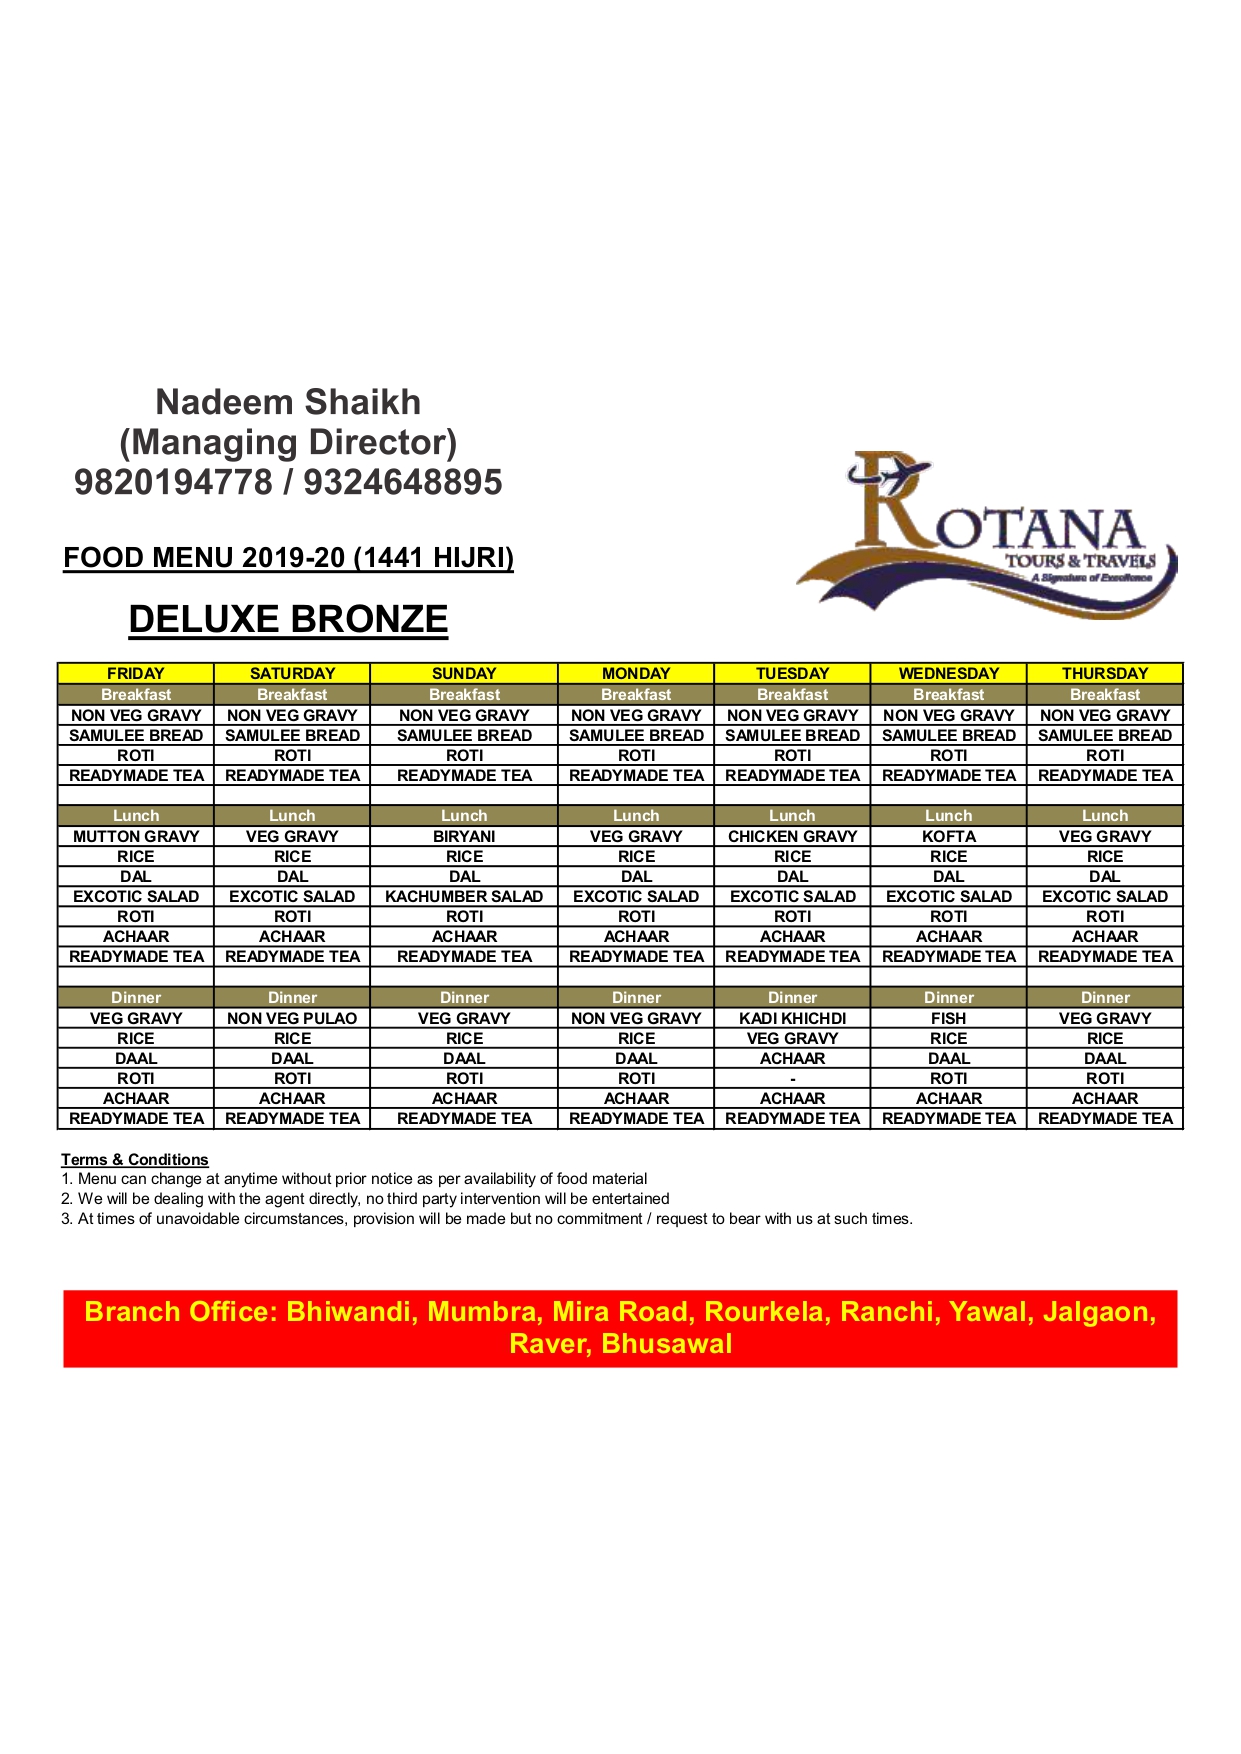 Nadeem Shaikh
(Managing Director)
9820194778 / 9324648895
ROTANA
TOURS & TRAVELS
A Signature of Excellence
FOOD MENU 2019-20 (1441 HIJRI)
DELUXE BRONZE
FRIDAY SATURDAY SUNDAY MONDAY TUESDAY WEDNESDAY THURSDAY
Breakfast Breakfast Breakfast Breakfast Breakfast Breakfast Breakfast
NON VEG GRAVY NON VEG GRAVY NON VEG GRAVY NON VEG GRAVY NON VEG GRAVY NON VEG GRAVY NON VEG GRAVY
SAMULEE BREAD SAMULEE BREAD SAMULEE BREAD SAMULEE BREAD SAMULEE BREAD SAMULEE BREAD SAMULEE BREAD
ROTI ROTI ROTI ROTI ROTI ROTI ROTI
READYMADE TEA READYMADE TEA READYMADE TEA READYMADE TEA READYMADE TEA READYMADE TEA READYMADE TEA
Lunch Lunch Lunch Lunch Lunch Lunch Lunch
MUTTON GRAVY VEG GRAVY BIRYANI VEG GRAVY CHICKEN GRAVY KOFTA VEG GRAVY
RICE RICE RICE RICE RICE RICE RICE
DAL DAL DAL DAL DAL DAL DAL
EXCOTIC SALAD EXCOTIC SALAD KACHUMBER SALAD EXCOTIC SALAD EXCOTIC SALAD EXCOTIC SALAD EXCOTIC SALAD
ROTI ROTI ROTI ROTI ROTI ROTI ROTI
ACHAAR ACHAAR ACHAAR ACHAAR ACHAAR ACHAAR ACHAAR
READYMADE TEA READYMADE TEA READYMADE TEA READYMADE TEA READYMADE TEA READYMADE TEA READYMADE TEA
Dinner Dinner Dinner Dinner Dinner Dinner Dinner
VEG GRAVY NON VEG PULAO VEG GRAVY NON VEG GRAVY KADI KHICHDI FISH VEG GRAVY
RICE RICE RICE RICE VEG GRAVY RICE RICE
DAAL DAAL DAAL DAAL ACHAAR DAAL DAAL
ROTI ROTI ROTI ROTI - ROTI ROTI
ACHAAR ACHAAR ACHAAR ACHAAR ACHAAR ACHAAR ACHAAR
READYMADE TEA READYMADE TEA READYMADE TEA READYMADE TEA READYMADE TEA READYMADE TEA READYMADE TEA
Terms & Conditions
1. Menu can change at anytime without prior notice as per availability of food material
2. We will be dealing with the agent directly, no third party intervention will be entertained
3. At times of unavoidable circumstances, provision will be made but no commitment / request to bear with us at such times.
Branch Office: Bhiwandi, Mumbra, Mira Road, Rourkela, Ranchi, Yawal, Jalgaon,
Raver, Bhusawal